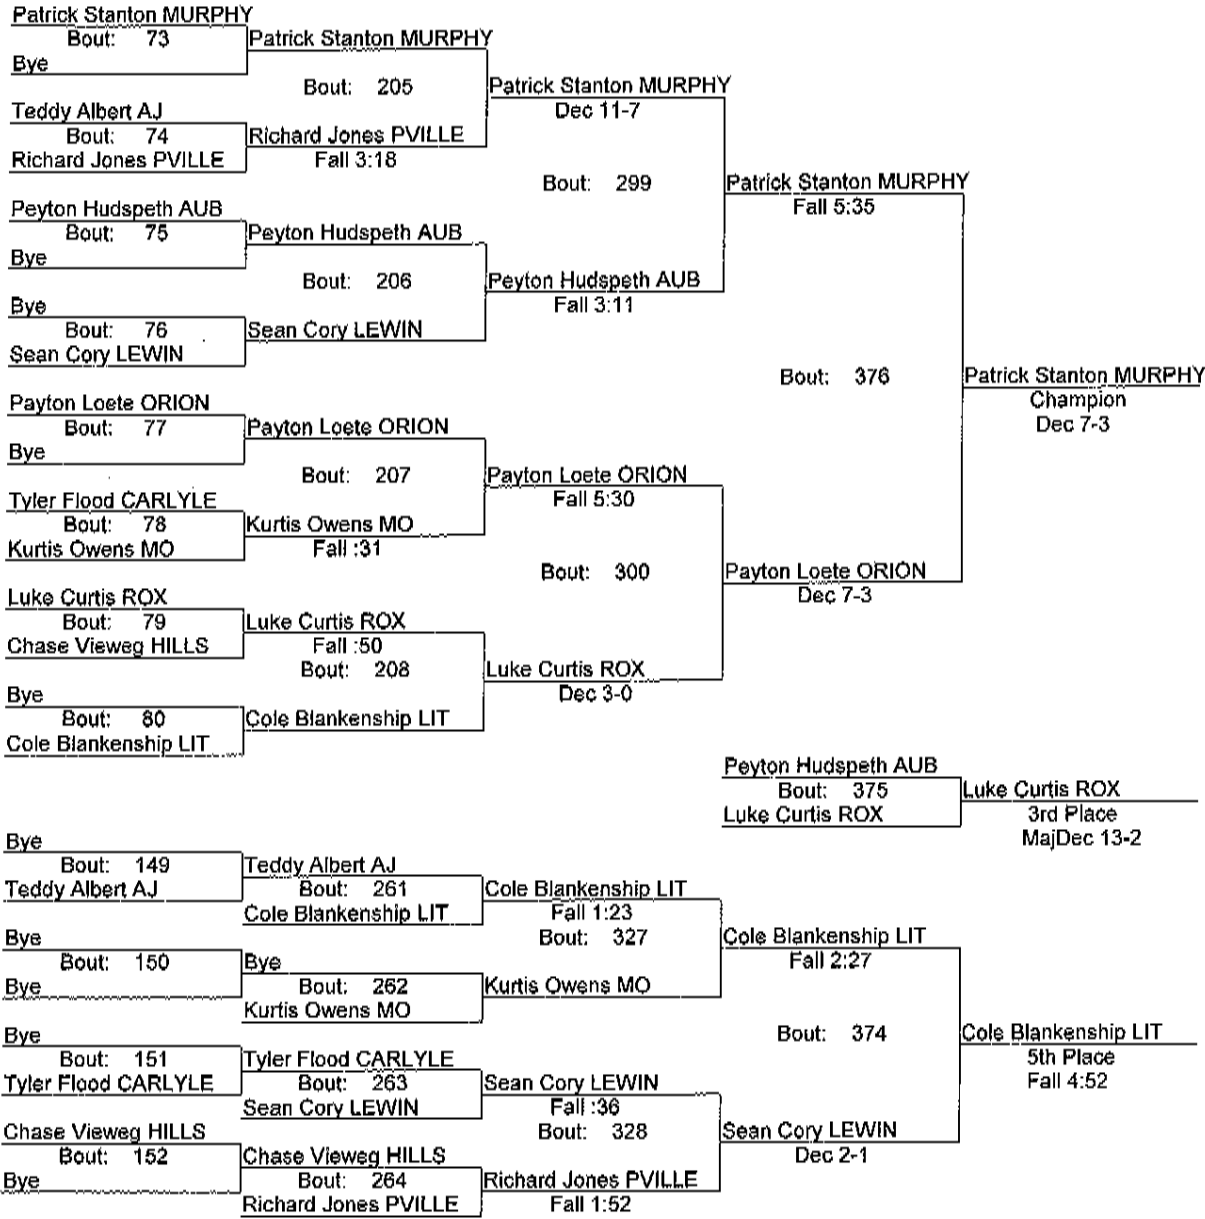 Patrick Stanton MURPHY
Bout: 73
Bye
Patrick Stanton MURPHY
Bout: 205
Teddy Albert AJ
Bout: 74
Richard Jones PVILLE
Richard Jones PVILLE
Fall 3:18
Patrick Stanton MURPHY
Dec 11-7
Bout: 299
Peyton Hudspeth AUB
Bout: 75
Bye
Peyton Hudspeth AUB
Bout: 206
Bye
Bout: 76
Sean Cory LEWIN
Sean Cory LEWIN
Peyton Hudspeth AUB
Fall 3:11
Patrick Stanton MURPHY
Fall 5:35
Bout: 376
Patrick Stanton MURPHY
Champion
Dec 7-3
Payton Loete ORION
Bout: 77
Bye
Payton Loete ORION
Bout: 207
Tyler Flood CARLYLE
Bout: 78
Kurtis Owens MO
Kurtis Owens MO
Fall :31
Payton Loete ORION
Fall 5:30
Bout: 300
Payton Loete ORION
Dec 7-3
Luke Curtis ROX
Bout: 79
Chase Vieweg HILLS
Luke Curtis ROX
Fall :50
Bout: 208
Bye
Bout: 80
Cole Blankenship LIT
Cole Blankenship LIT
Luke Curtis ROX
Dec 3-0
Peyton Hudspeth AUB
Bout: 375
Luke Curtis ROX
Luke Curtis ROX
3rd Place
MajDec 13-2
Bye
Bout: 149
Teddy Albert AJ
Teddy Albert AJ
Bout: 261
Cole Blankenship LIT
Cole Blankenship LIT
Fall 1:23
Bout: 327
Bye
Bout: 150
Bye
Bye
Bout: 262
Kurtis Owens MO
Kurtis Owens MO
Cole Blankenship LIT
Fall 2:27
Bout: 374
Cole Blankenship LIT
5th Place
Fall 4:52
Bye
Bout: 151
Tyler Flood CARLYLE
Tyler Flood CARLYLE
Bout: 263
Sean Cory LEWIN
Sean Cory LEWIN
Fall :36
Bout: 328
Sean Cory LEWIN
Dec 2-1
Chase Vieweg HILLS
Bout: 152
Bye
Chase Vieweg HILLS
Bout: 264
Richard Jones PVILLE
Richard Jones PVILLE
Fall 1:52